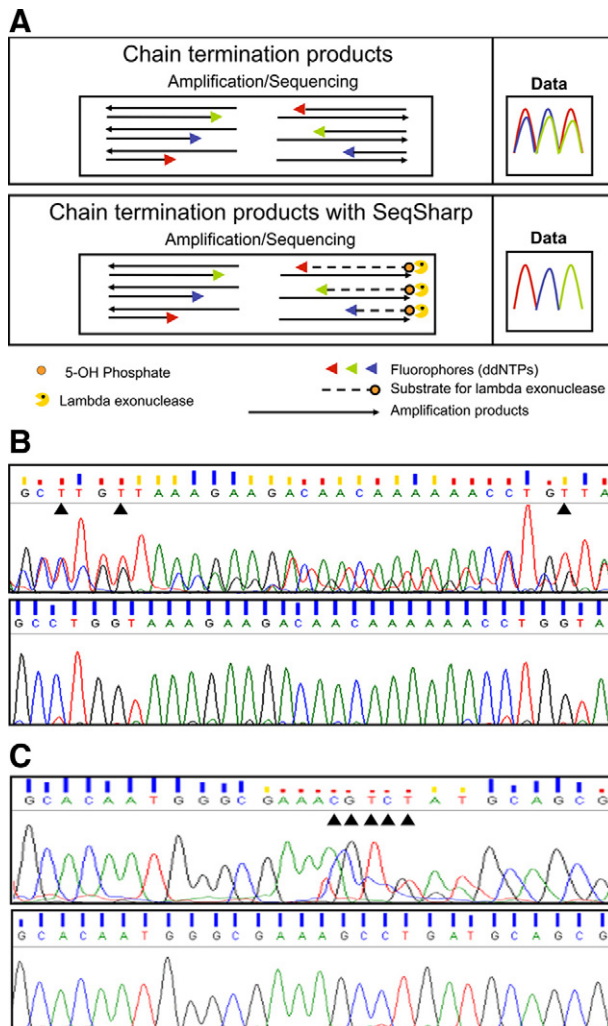 A
Chain termination products
Amplification/Sequencing
Data
Chain termination products with SeqSharp
Amplification/Sequencing
Data
5-OH Phosphate
Lambda exonuclease
Fluorophores (ddNTPs)
Substrate for lambda exonuclease
Amplification products
B
G C T T G T T A A A G A A G A C A A C A A A A A A C C T G T T A
G C C T G G T A A A G A A G A C A A C A A A A A A C C T G G T A
C
G C A C A A T G G G C G A A A C G T C T A T G C A G C G
G C A C A A T G G G C G A A A G C C T G A T G C A G C G